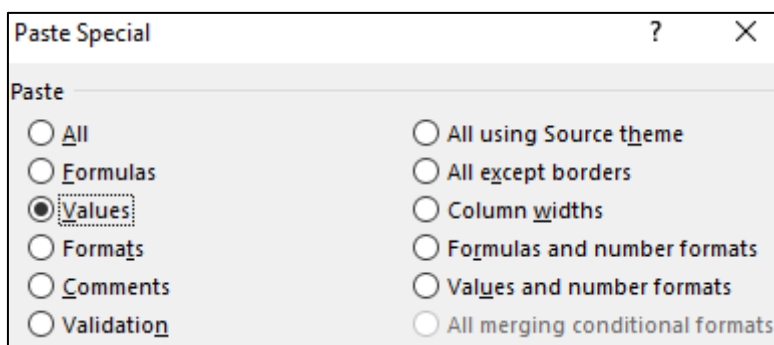 Paste Special ?
Paste
All
Formulas
Values
Formats
Comments
Validation
All using Source theme
All except borders
Column widths
Formulas and number formats
Values and number formats
All merging conditional formats